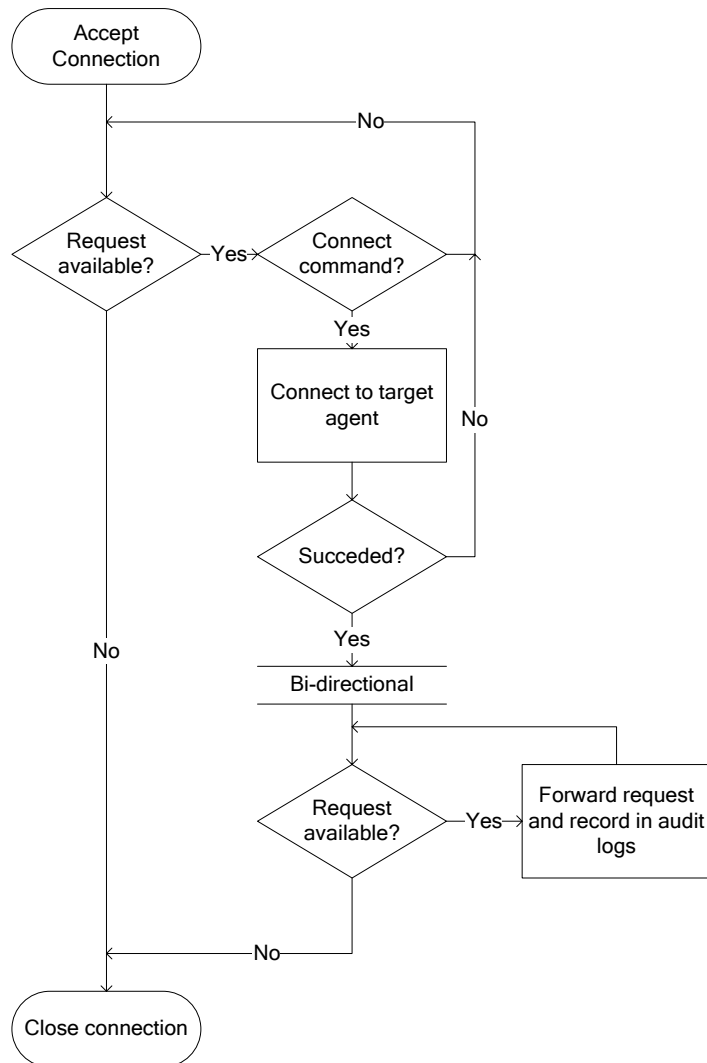 Accept
Connection
No
Request
available?
Yes
Connect
command?
Yes
Connect to target
agent
No
Succeded?
Yes
No
Bi-directional
Request
available?
Yes
Forward request
and record in audit
logs
No
Close connection